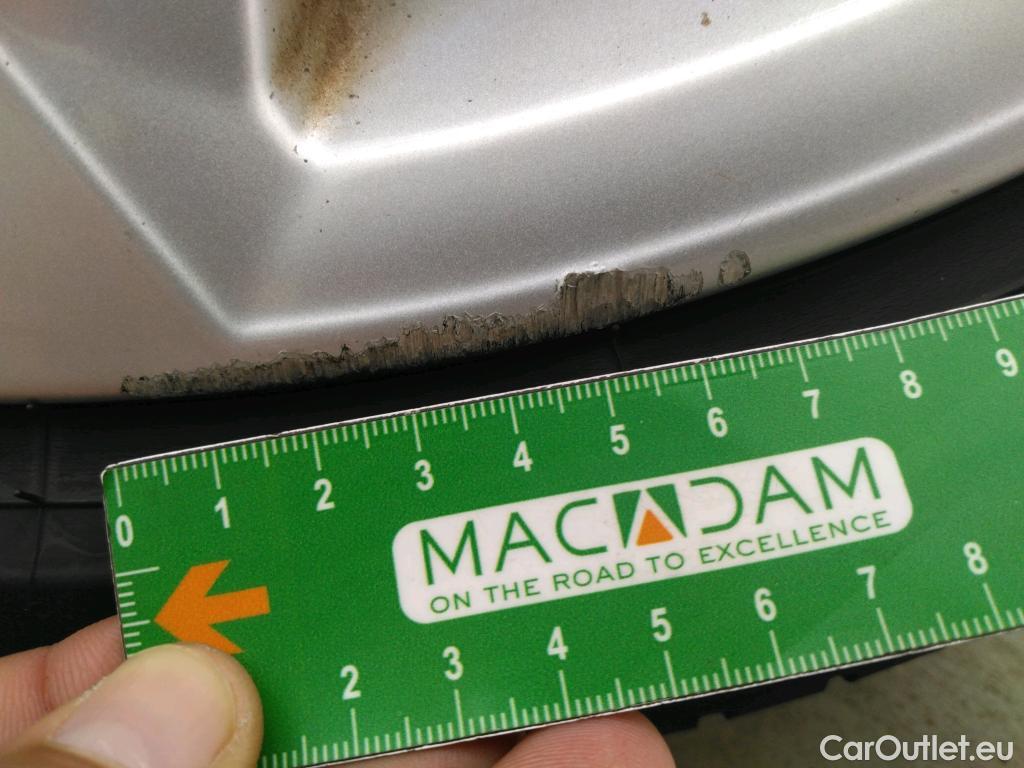 0 1 2 3 4 5 6 7 8 9
MACADAM
ON THE ROAD TO EXCELLENCE
2 3 4 5 6 7 8
CarOutlet.eu